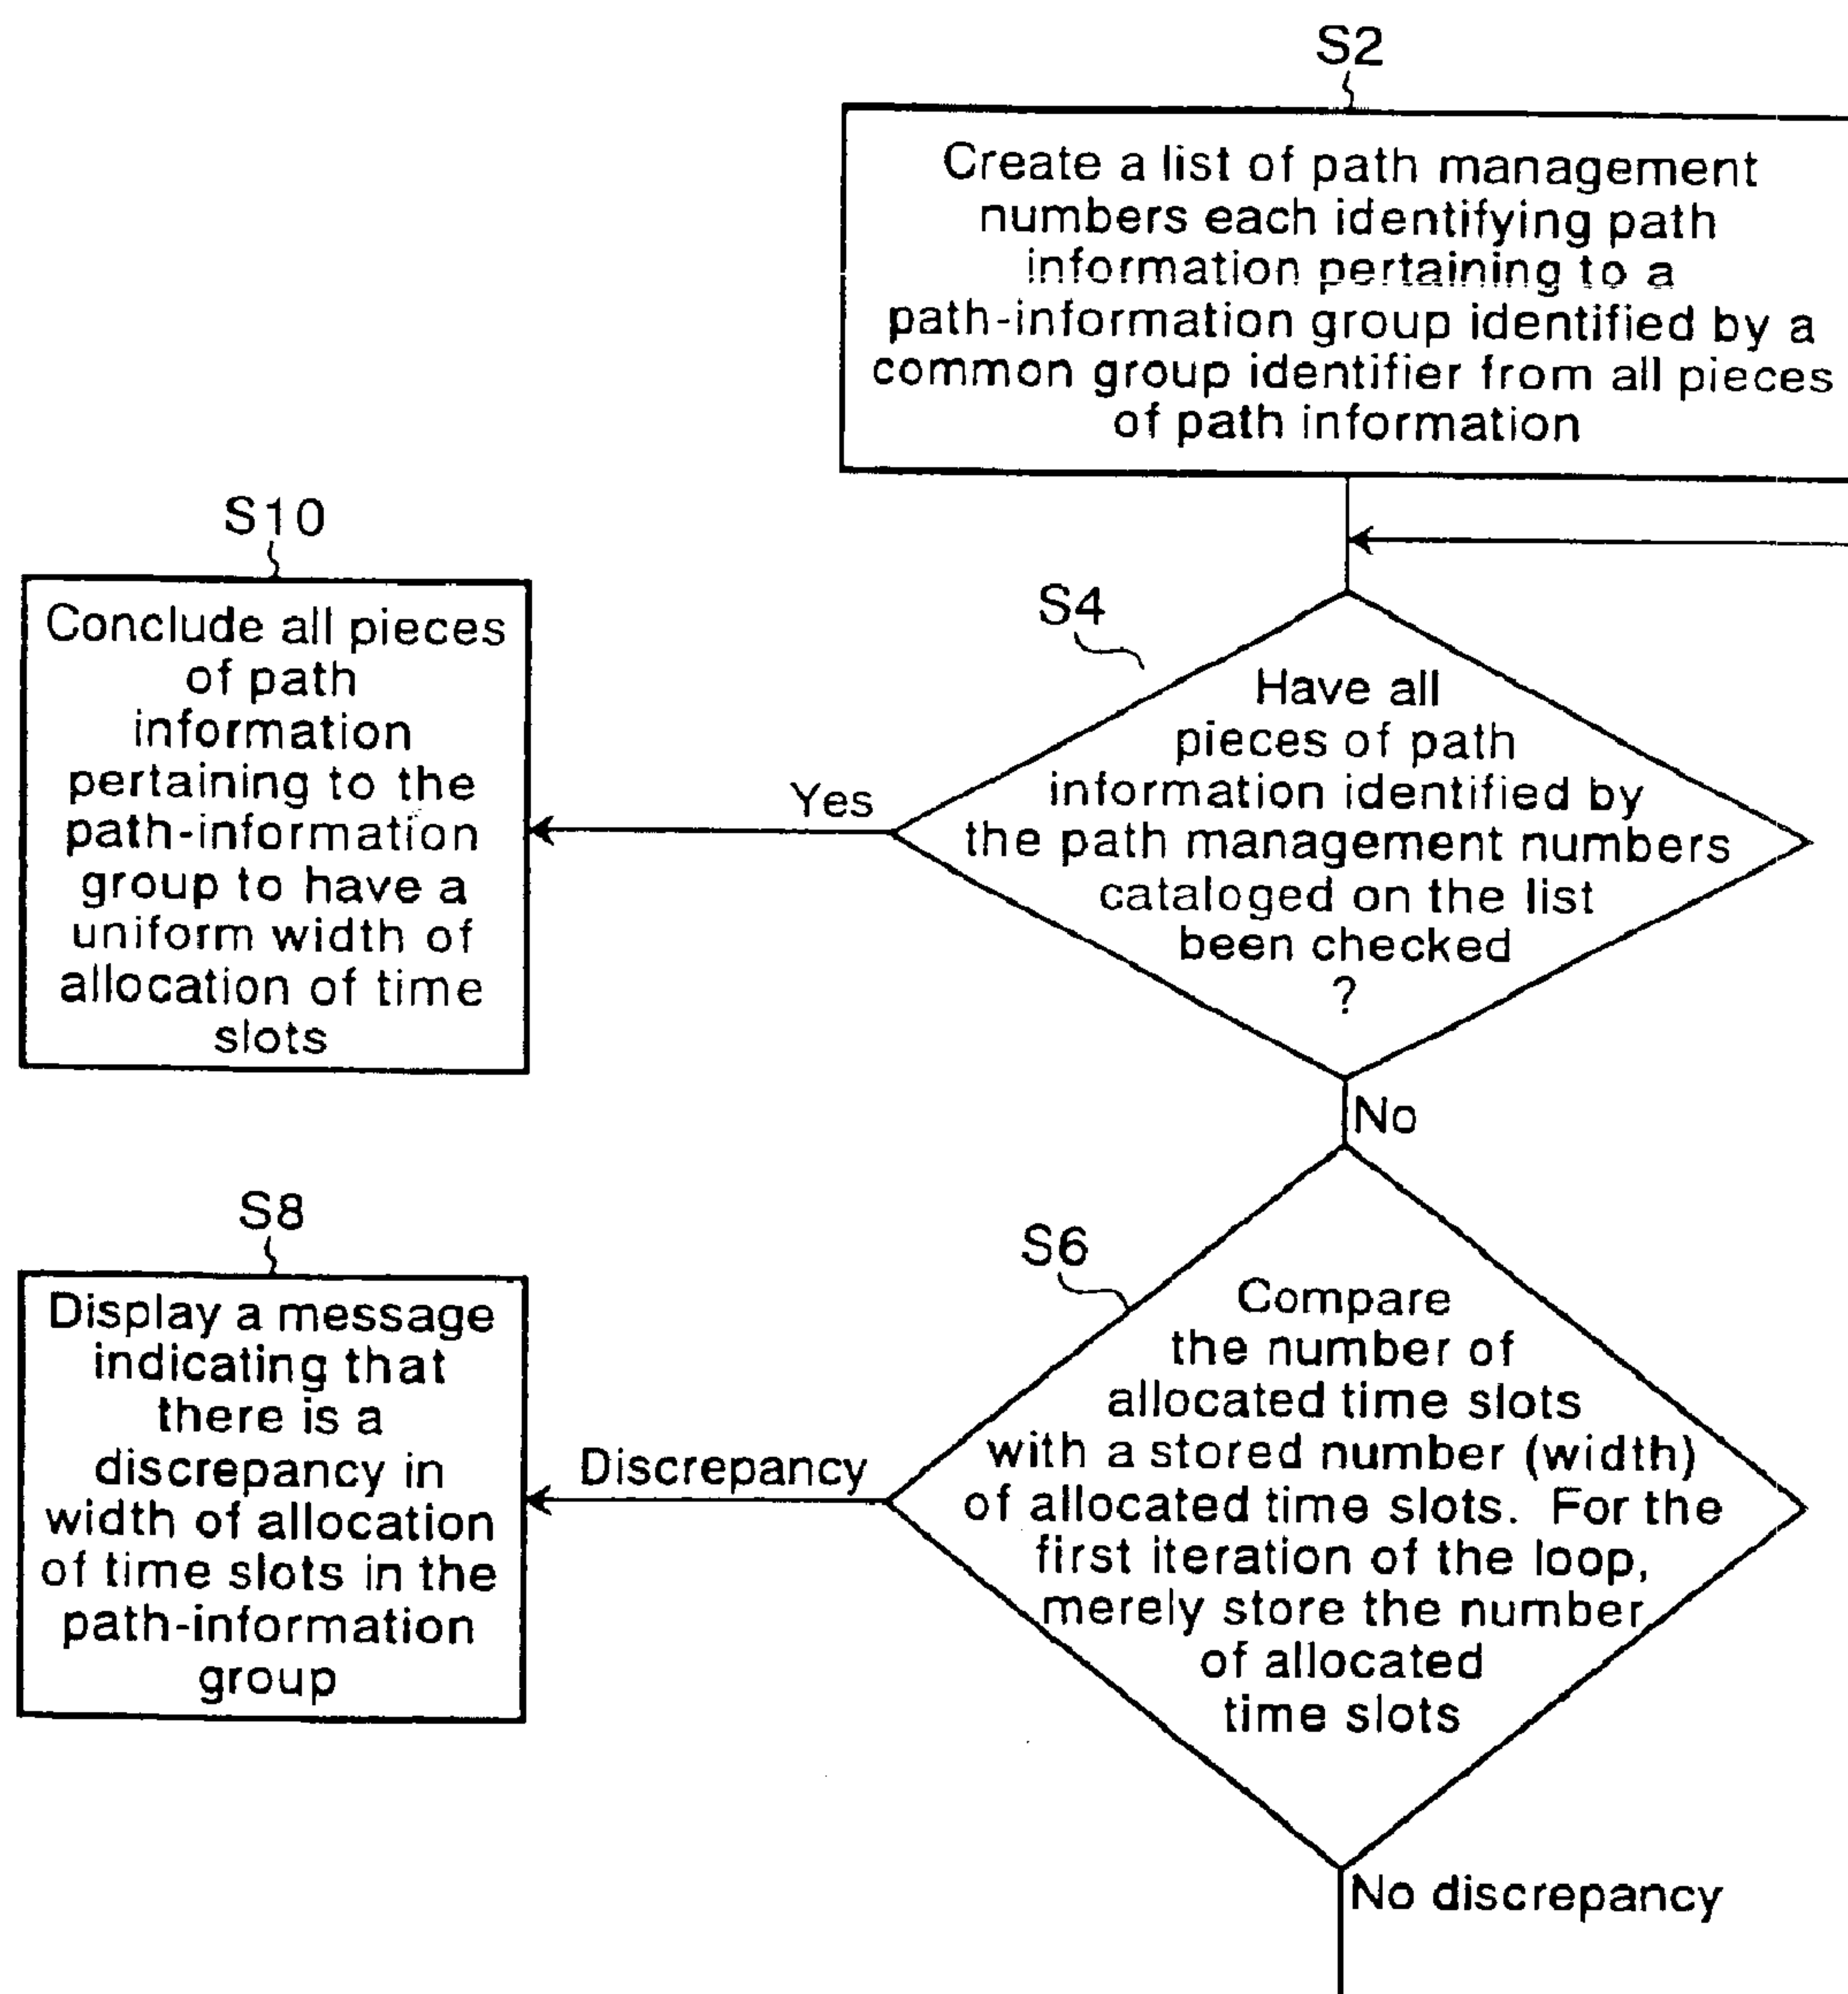 S2
Create a list of path management
numbers each identifying path
information pertaining to a
path-information group identified by a
common group identifier from all pieces
of path information
S10
Conclude all pieces
of path
information
pertaining to the
path-information
group to have a
uniform width of
allocation of time
slots
S4
Have all
pieces of path
information identified by
the path management numbers
cataloged on the list
been checked
?
Yes
No
S8
Display a message
indicating that
there is a
discrepancy in
width of allocation
of time slots in the
path-information
group
S6
Compare
the number of
allocated time slots
with a stored number (width)
of allocated time slots. For the
first iteration of the loop,
merely store the number
of allocated
time slots
Discrepancy
No discrepancy